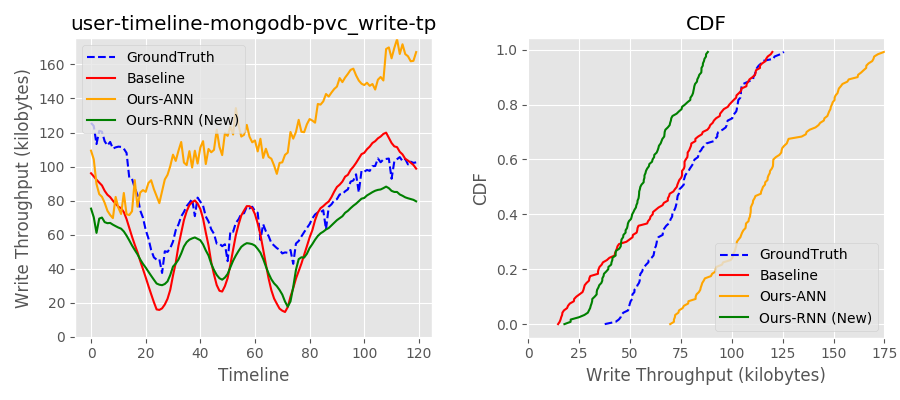 user-timeline-mongodb-pvc_write-tp
Write Throughput (kilobytes)
160
140
120
100
80
60
40
20
0
GroundTruth
Baseline
Ours-ANN
Ours-RNN (New)
0 20 40 60 80 100 120
Timeline
CDF
CDF
1.0
0.8
0.6
0.4
0.2
0.0
GroundTruth
Baseline
Ours-ANN
Ours-RNN (New)
0 25 50 75 100 125 150 175
Write Throughput (kilobytes)